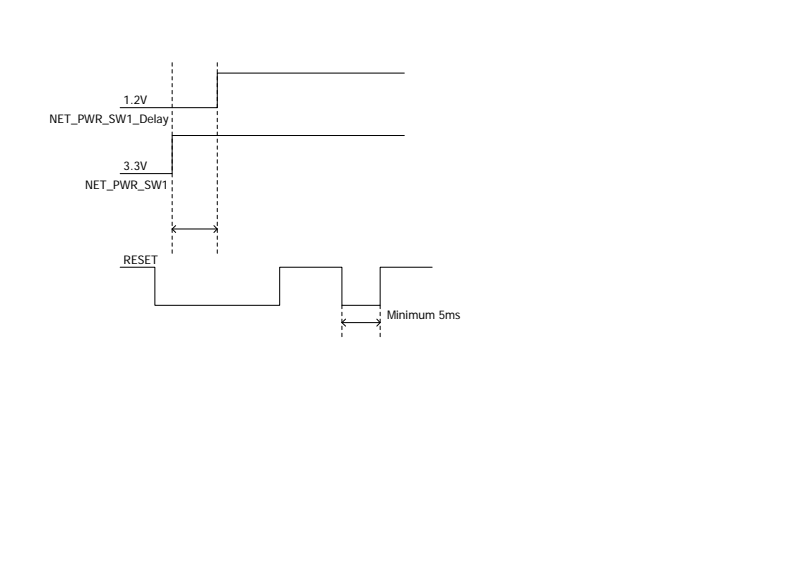 1.2V
NET_PWR_SW1_Delay
3.3V
NET_PWR_SW1
RESET
Minimum 5ms